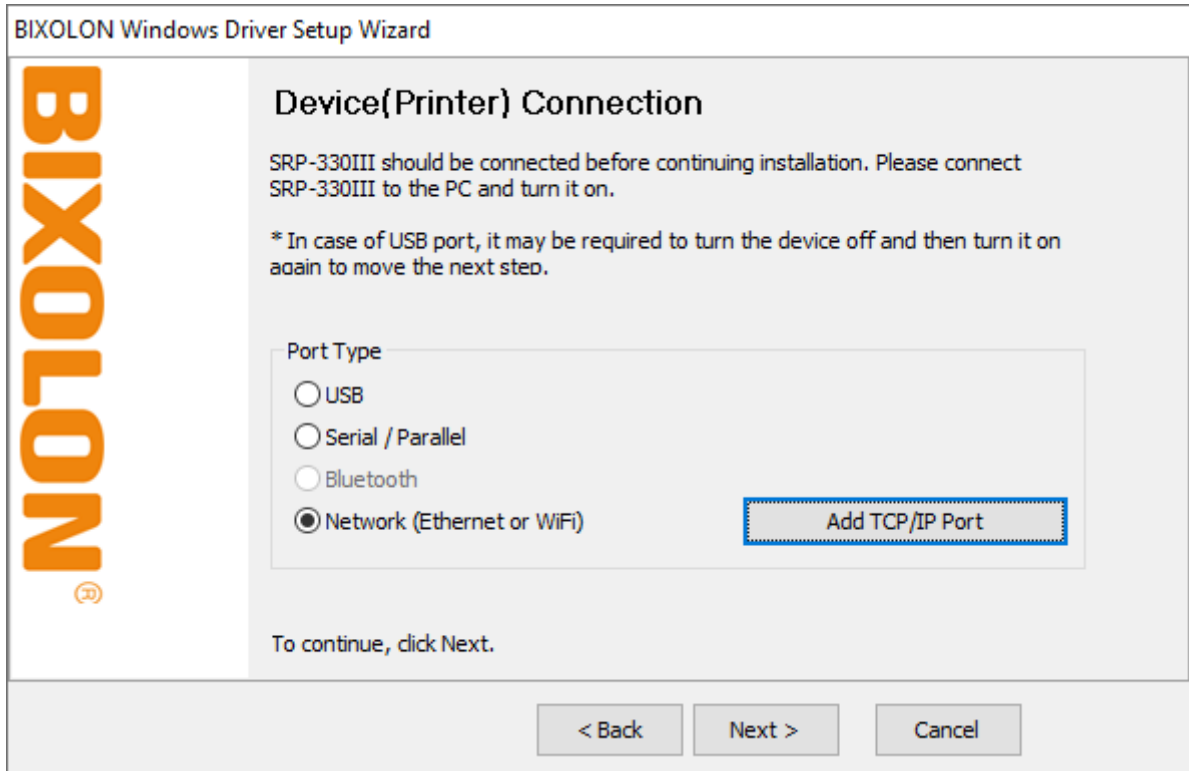 BIXOLON Windows Driver Setup Wizard
BIXOLON®
Device(Printer) Connection
SRP-330III should be connected before continuing installation. Please connect
SRP-330III to the PC and turn it on.
* In case of USB port, it may be required to turn the device off and then turn it on
again to move the next step.
Port Type
USB
Serial / Parallel
Bluetooth
Network (Ethernet or WiFi) Add TCP/IP Port
To continue, click Next.
< Back Next > Cancel